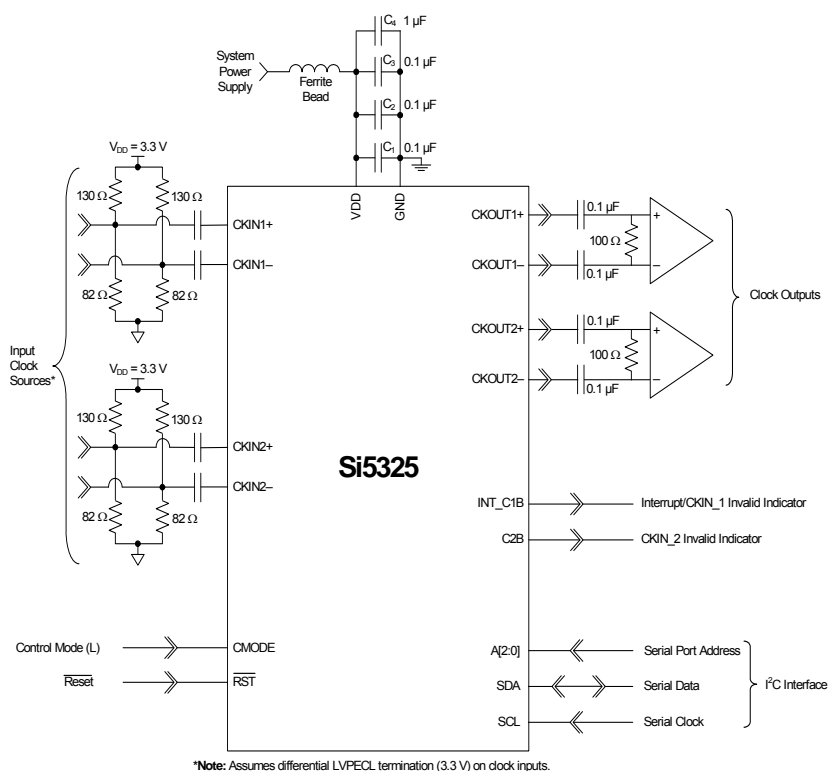 C4 1 µF
System
Power
Supply
Ferrite
Bead
C3 0.1 µF
C2 0.1 µF
C1 0.1 µF
VDD = 3.3 V
130 Ω
130 Ω
VDD
GND
CKIN1+
CKIN1–
82 Ω
82 Ω
CKOUT1+
0.1 µF
+
100 Ω
CKOUT1–
–
0.1 µF
Clock Outputs
CKOUT2+
0.1 µF
+
100 Ω
CKOUT2–
–
0.1 µF
Input
Clock
Sources*
VDD = 3.3 V
130 Ω
130 Ω
CKIN2+
CKIN2–
82 Ω
82 Ω
Si5325
INT_C1B
Interrupt/CKIN_1 Invalid Indicator
C2B
CKIN_2 Invalid Indicator
Control Mode (L)
CMODE
Reset
RST
A[2:0]
Serial Port Address
SDA
Serial Data
SCL
Serial Clock
I²C Interface
*Note: Assumes differential LVPECL termination (3.3 V) on clock inputs.